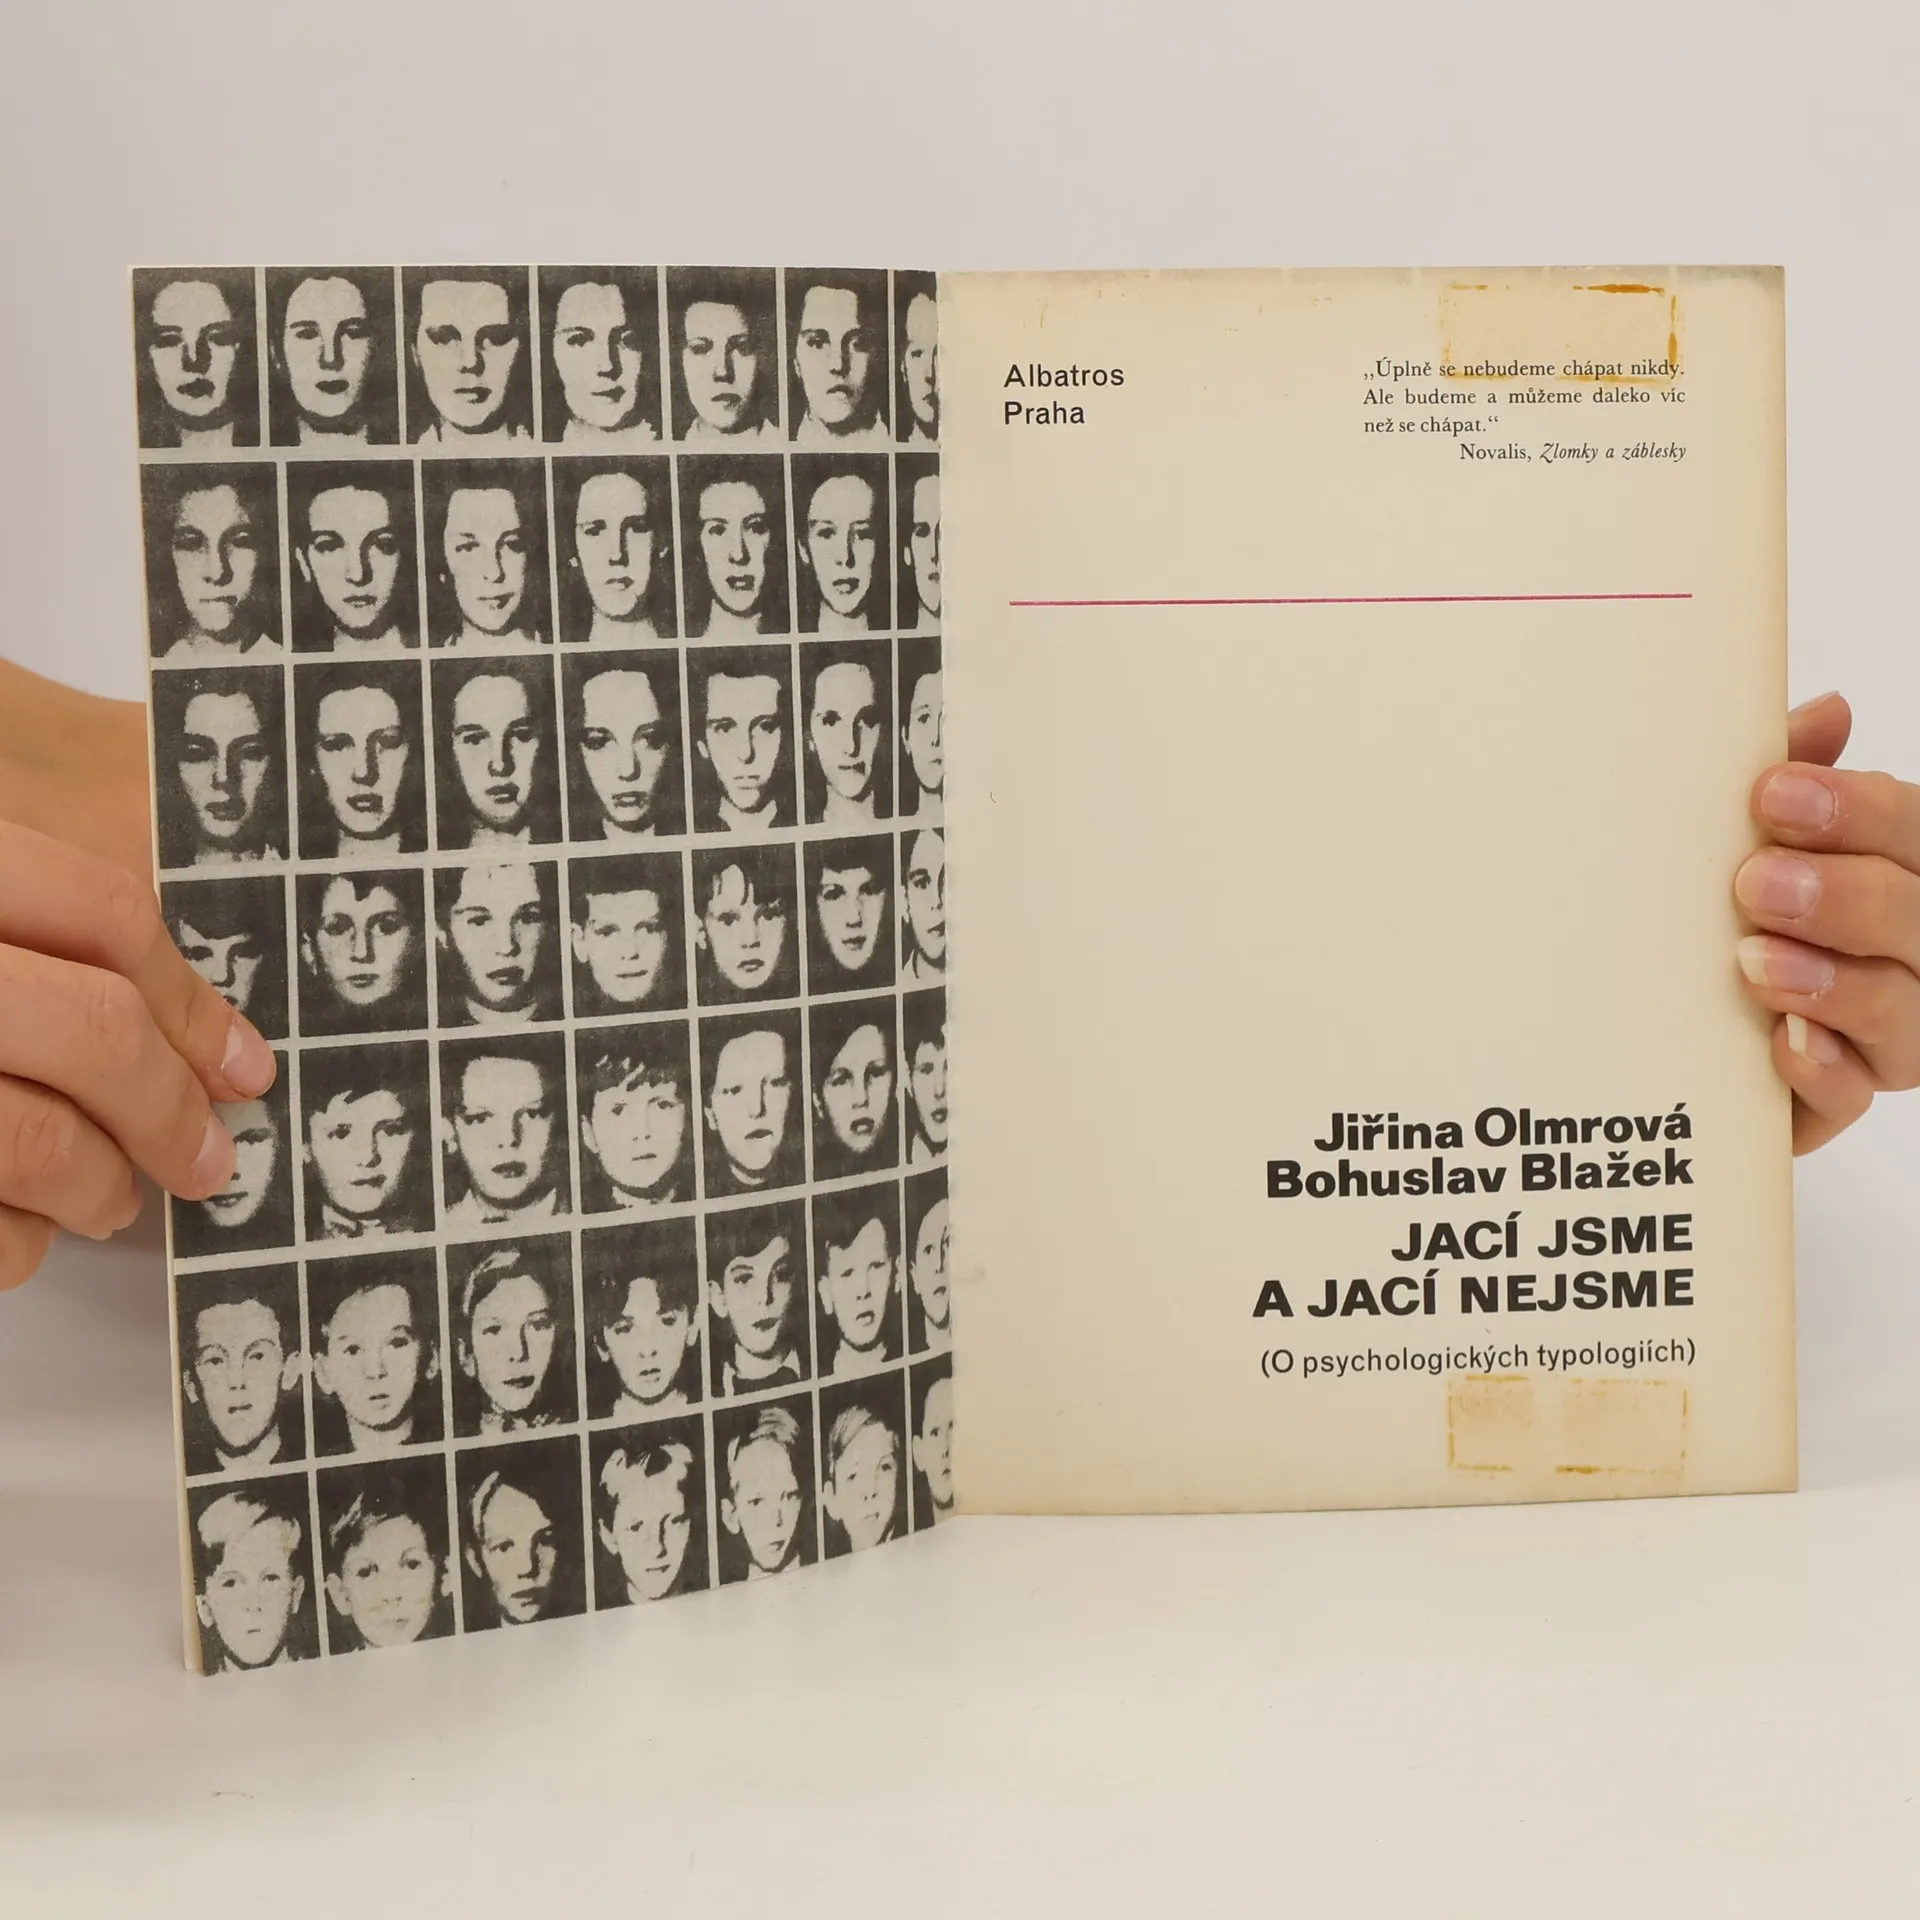 Albatros
Praha
„Úplně se nebudeme chápat nikdy.
Ale budeme a můžeme daleko víc
než se chápat.“
Novalis, Zlomky a záblesky
Jiřina Olmrová
Bohuslav Blažek
JACÍ JSME
A JACÍ NEJSME
(O psychologických typologiích)